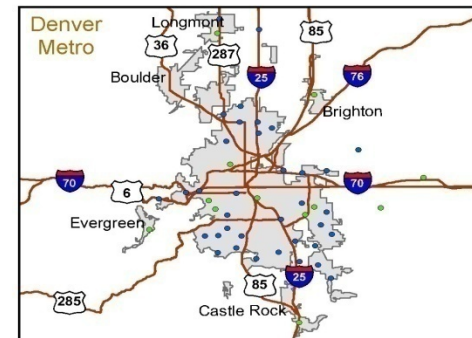 Denver
Metro
Longmont
36
287
85
25
76
Boulder
Brighton
70
6
70
Evergreen
285
85
25
Castle Rock